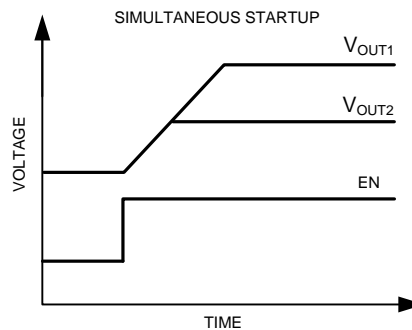 SIMULTANEOUS STARTUP
VOUT1
VOUT2
EN
VOLTAGE
TIME